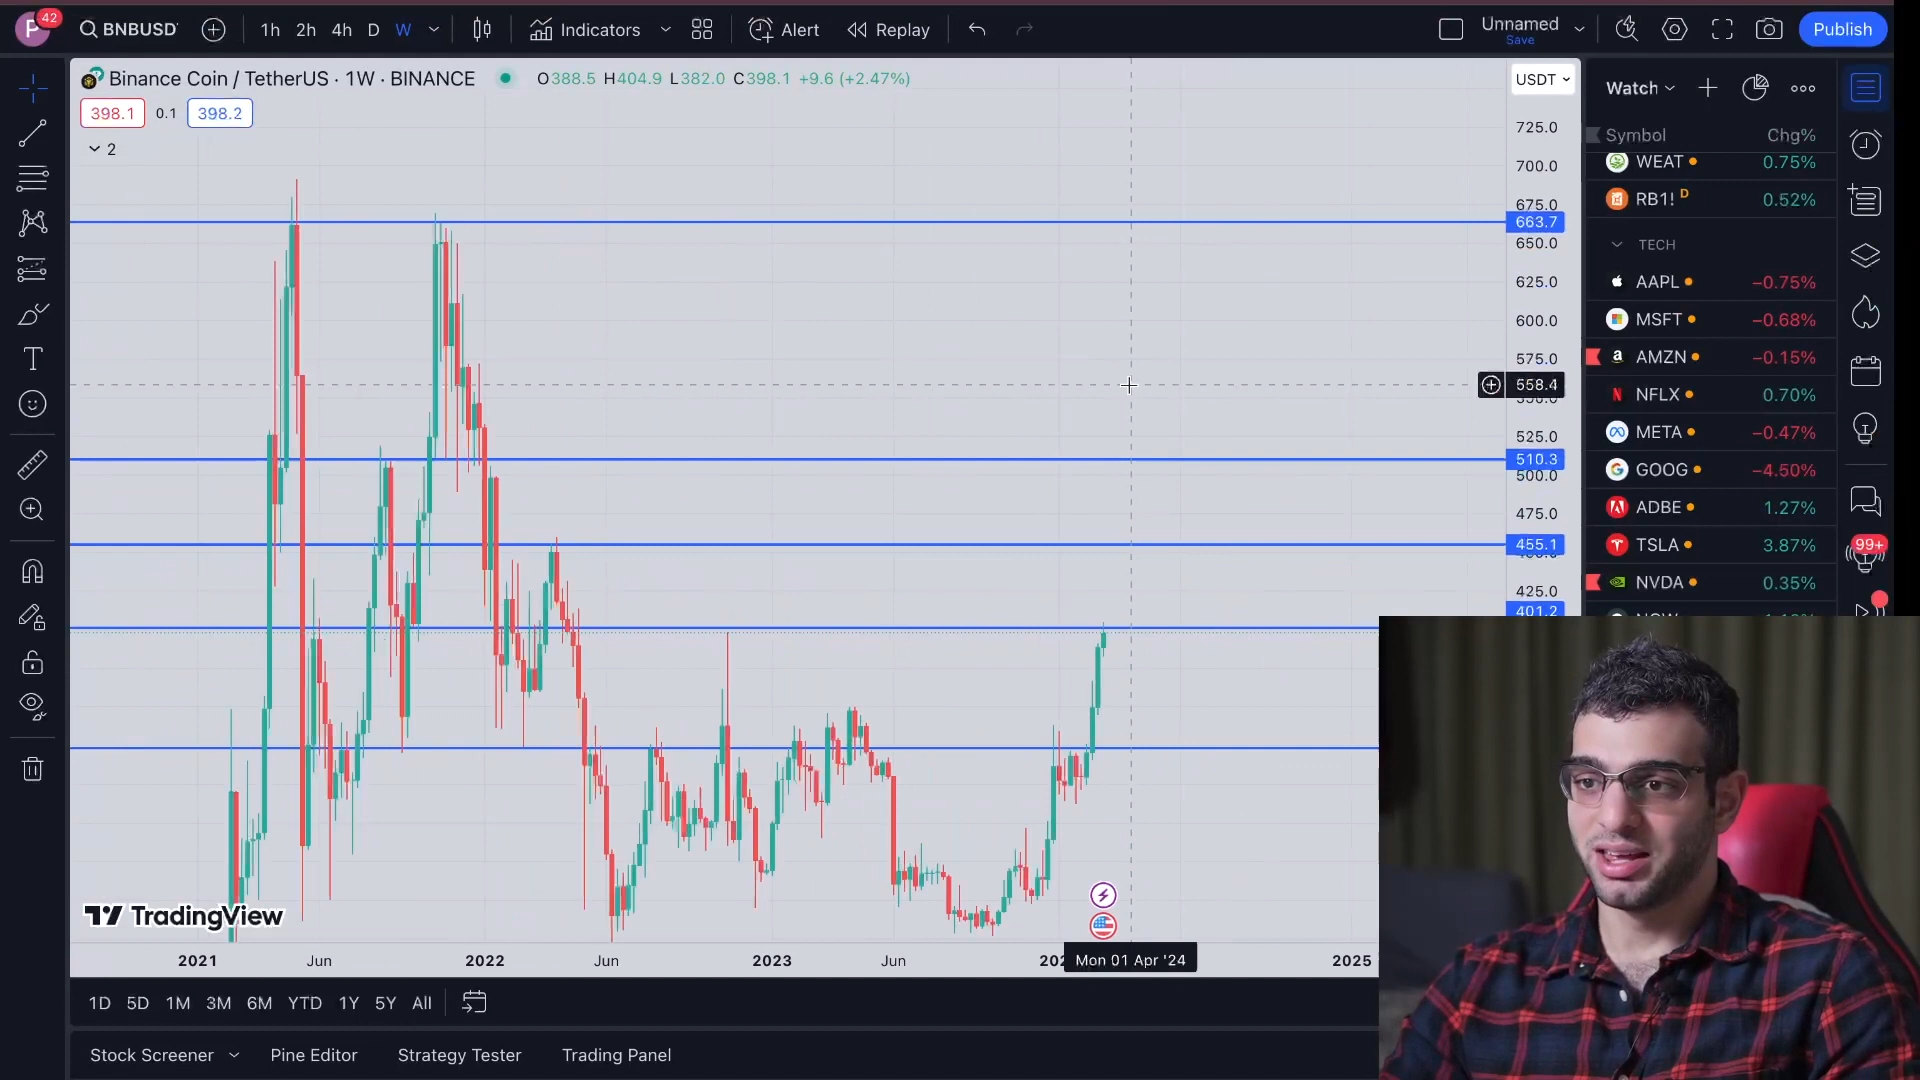 P 42 BNBUSD 1h 2h 4h D W Indicators Alert Replay Unnamed Save Publish
Binance Coin / TetherUS · 1W · BINANCE O388.5 H404.9 L382.0 C398.1 +9.6 (+2.47%)
398.1 0.1 398.2
2
USDT
725.0
700.0
675.0
663.7
650.0
625.0
600.0
575.0
558.4
525.0
510.3
500.0
475.0
455.1
425.0
401.2
TradingView
2021 Jun 2022 Jun 2023 Jun Mon 01 Apr '24 2025
1D 5D 1M 3M 6M YTD 1Y 5Y All
Stock Screener Pine Editor Strategy Tester Trading Panel
Watch
Symbol Chg%
WEAT 0.75%
RB1! D 0.52%
TECH
AAPL −0.75%
MSFT −0.68%
AMZN −0.15%
NFLX 0.70%
META −0.47%
GOOG −4.50%
ADBE 1.27%
TSLA 3.87%
NVDA 0.35%
99+